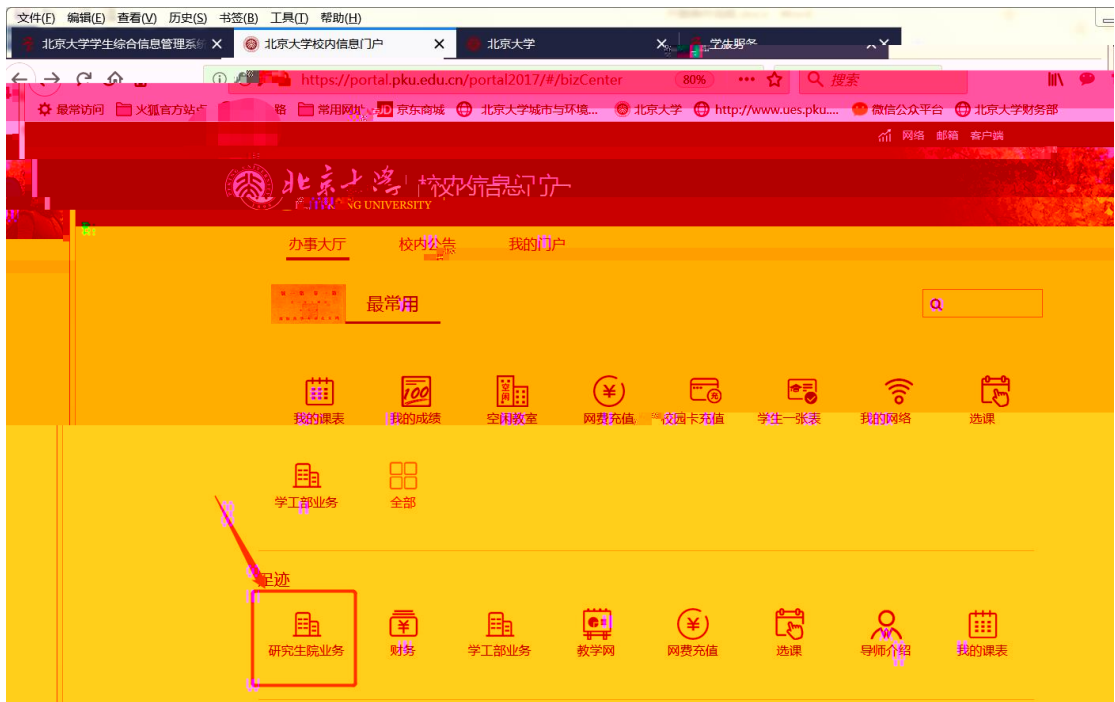 文件(F) 编辑(E) 查看(V) 历史(S) 书签(B) 工具(T) 帮助(H)
北京大学学生综合信息管理系统 北京大学校内信息门户 北京大学
https://portal.pku.edu.cn/portal2017/#/bizCenter 80% 搜索
最常访问 火狐官方站点 常用网址 JD 京东商城 北京大学城市与环境... 北京大学 http://www.ues.pku.... 微信公众平台 北京大学财务部
网络 邮箱 客户端
北京大学 校内信息门户
UNIVERSITY
办事大厅 校内公告 我的门户
最常用
我的课表 我的成绩 空闲教室 网费充值 校园卡充值 学生一张表 我的网络 选课
学工部业务 全部
足迹
研究生院业务 财务 学工部业务 教学网 网费充值 选课 导师介绍 我的课表